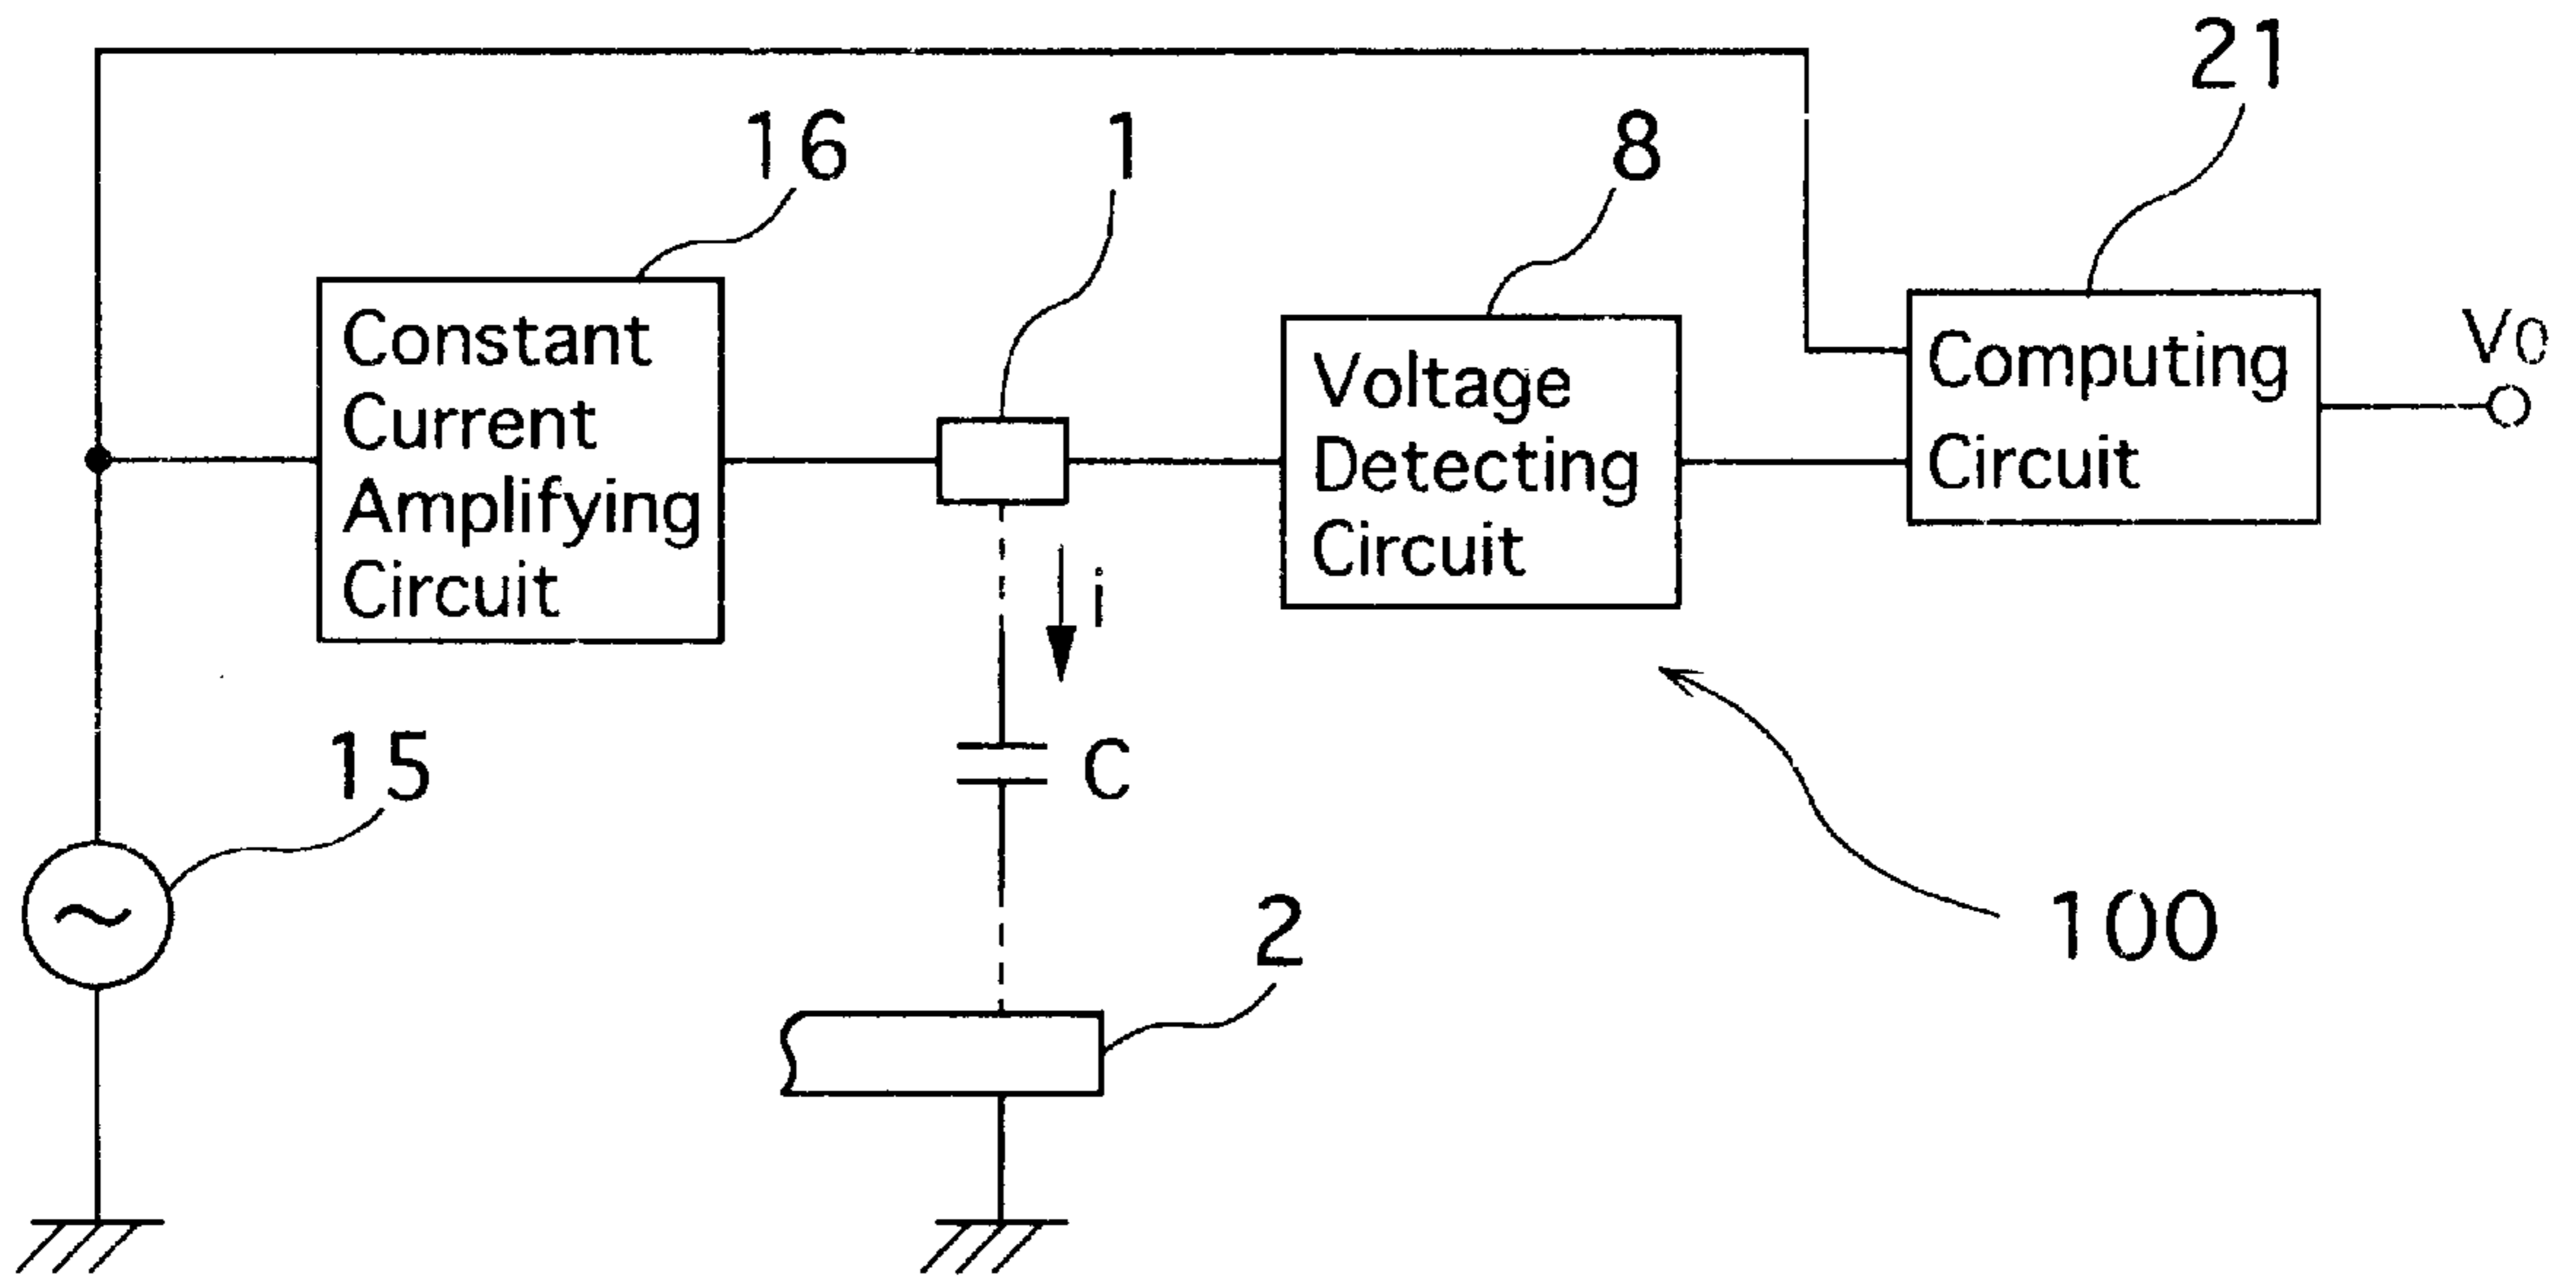 21
16
1
8
Constant
Current
Amplifying
Circuit
Voltage
Detecting
Circuit
Computing
Circuit
V0
i
C
15
2
100